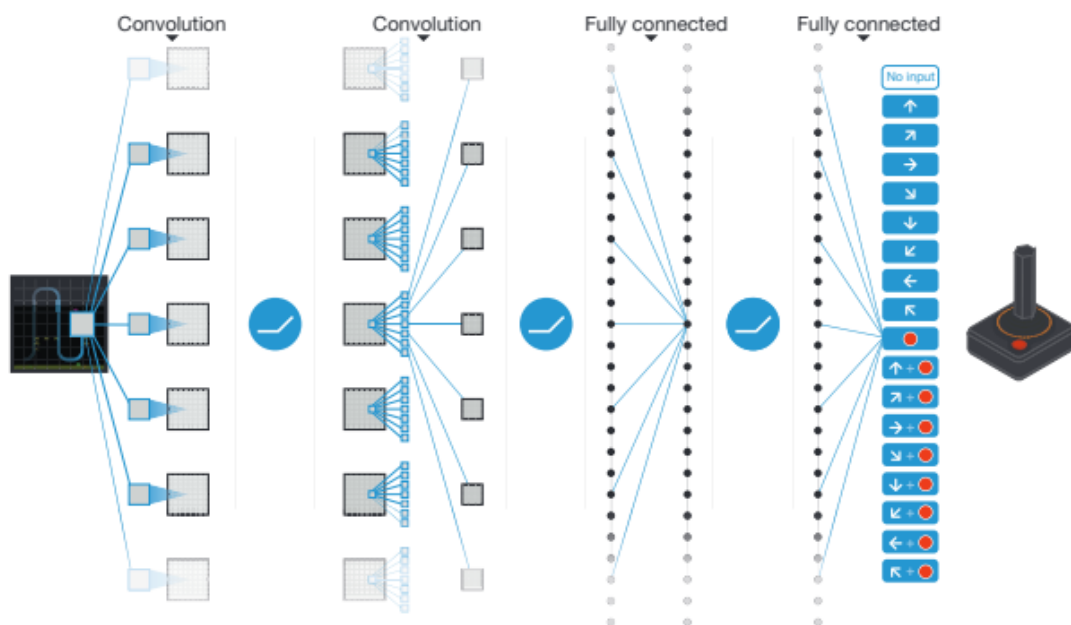 Convolution
Convolution
Fully connected
Fully connected
No input
+
+
+
+
+
+
+
+